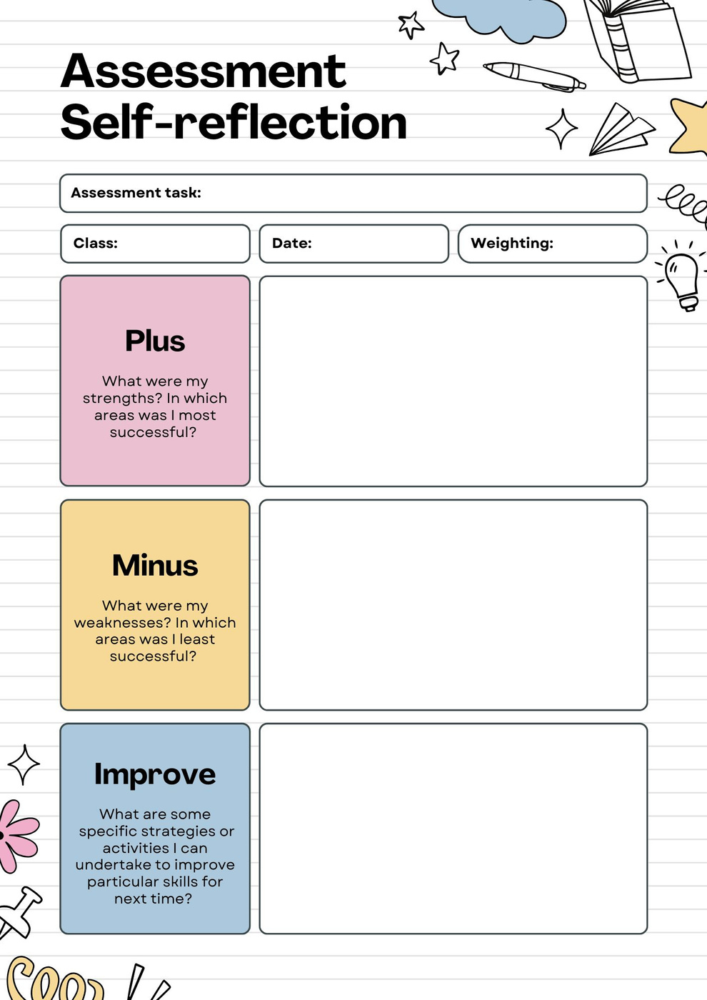 Assessment
Self-reflection
Assessment task:
Class:
Date:
Weighting:
Plus
What were my
strengths? In which
areas was I most
successful?
Minus
What were my
weaknesses? In which
areas was I least
successful?
Improve
What are some
specific strategies or
activities I can
undertake to improve
particular skills for
next time?